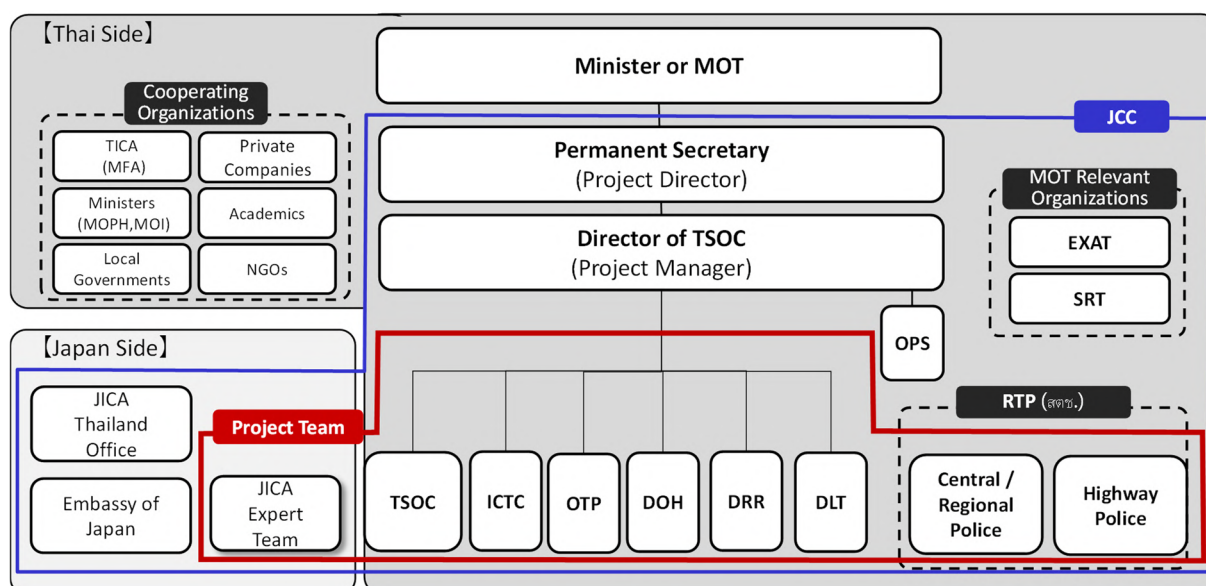 【Thai Side】
Minister or MOT
Cooperating
Organizations
TICA
(MFA)
Private
Companies
Ministers
(MOPH,MOI)
Academics
Local
Governments
NGOs
JCC
Permanent Secretary
(Project Director)
Director of TSOC
(Project Manager)
MOT Relevant
Organizations
EXAT
SRT
OPS
【Japan Side】
JICA
Thailand
Office
Embassy of
Japan
Project Team
JICA
Expert
Team
TSOC
ICTC
OTP
DOH
DRR
DLT
RTP (สตช.)
Central /
Regional
Police
Highway
Police